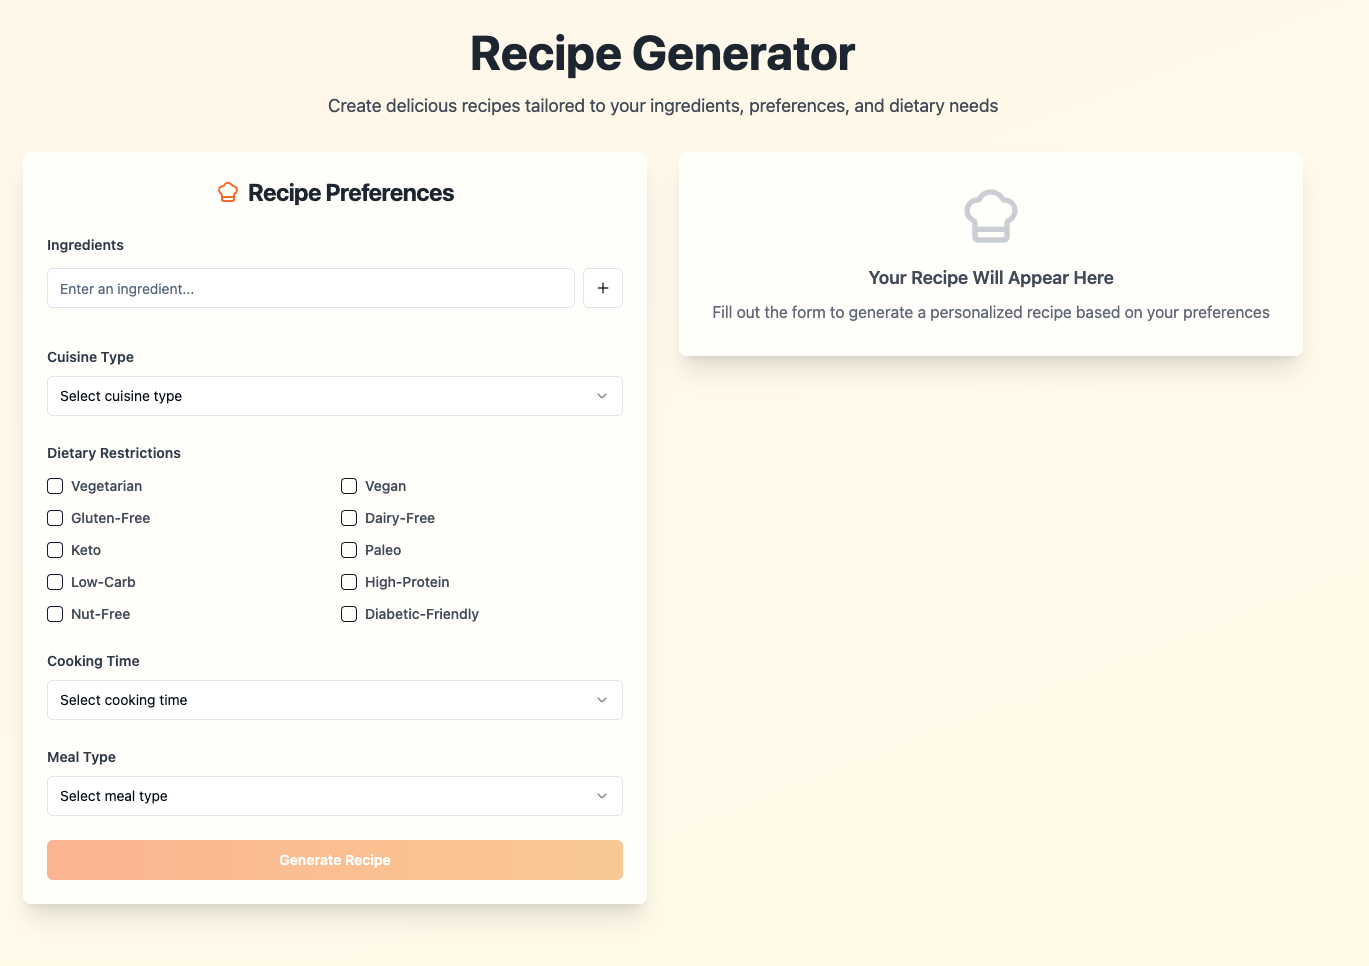 Recipe Generator
Create delicious recipes tailored to your ingredients, preferences, and dietary needs
Recipe Preferences
Ingredients
Enter an ingredient...
Cuisine Type
Select cuisine type
Dietary Restrictions
Vegetarian
Vegan
Gluten-Free
Dairy-Free
Keto
Paleo
Low-Carb
High-Protein
Nut-Free
Diabetic-Friendly
Cooking Time
Select cooking time
Meal Type
Select meal type
Generate Recipe
Your Recipe Will Appear Here
Fill out the form to generate a personalized recipe based on your preferences